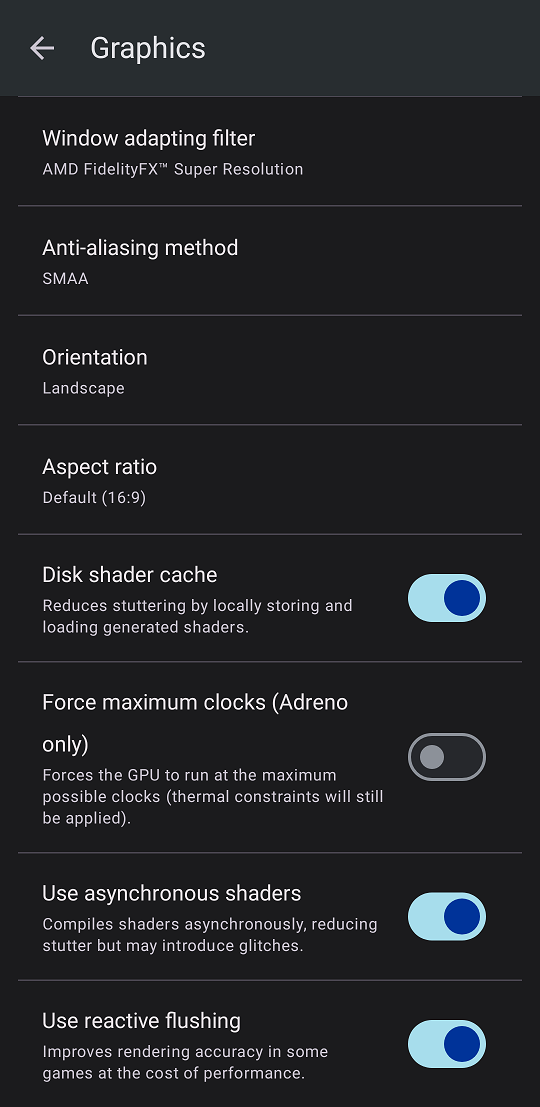 Graphics
Window adapting filter
AMD FidelityFX™ Super Resolution
Anti-aliasing method
SMAA
Orientation
Landscape
Aspect ratio
Default (16:9)
Disk shader cache
Reduces stuttering by locally storing and
loading generated shaders.
Force maximum clocks (Adreno
only)
Forces the GPU to run at the maximum
possible clocks (thermal constraints will still
be applied).
Use asynchronous shaders
Compiles shaders asynchronously, reducing
stutter but may introduce glitches.
Use reactive flushing
Improves rendering accuracy in some
games at the cost of performance.